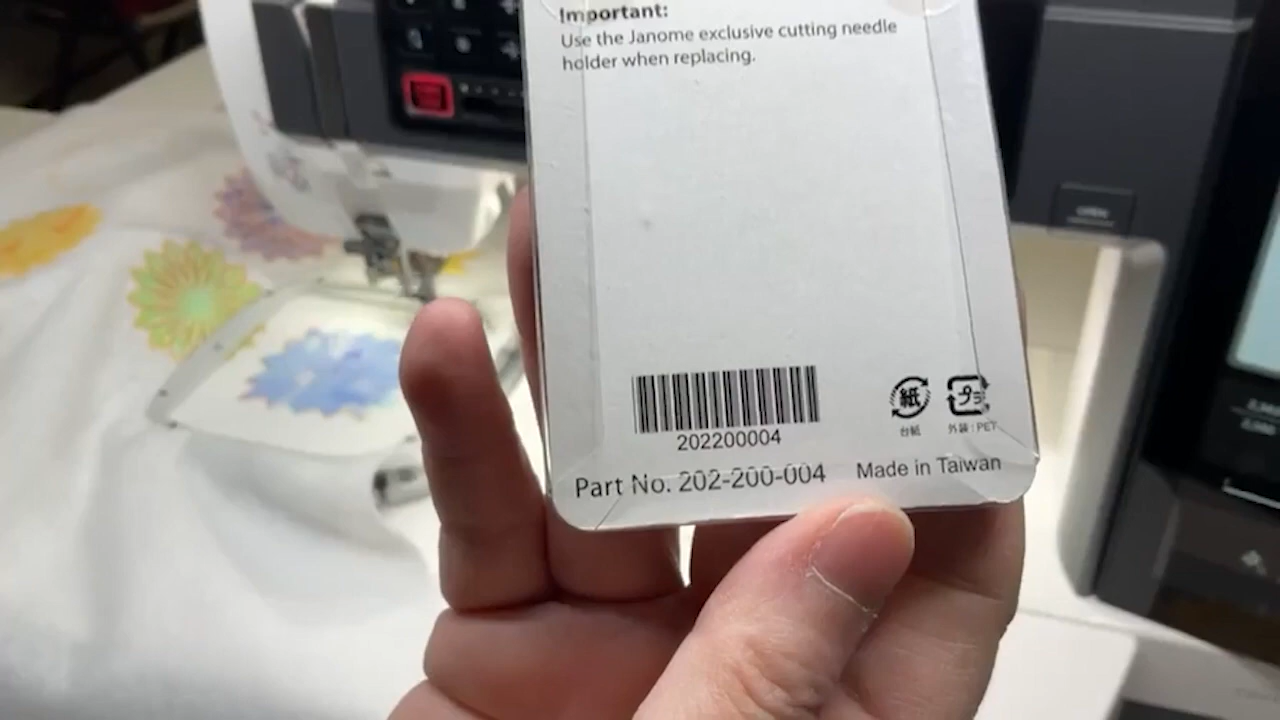 Important:
Use the Janome exclusive cutting needle
holder when replacing.
202200004
紙
プラ
台紙
外装:PET
Part No. 202-200-004
Made in Taiwan